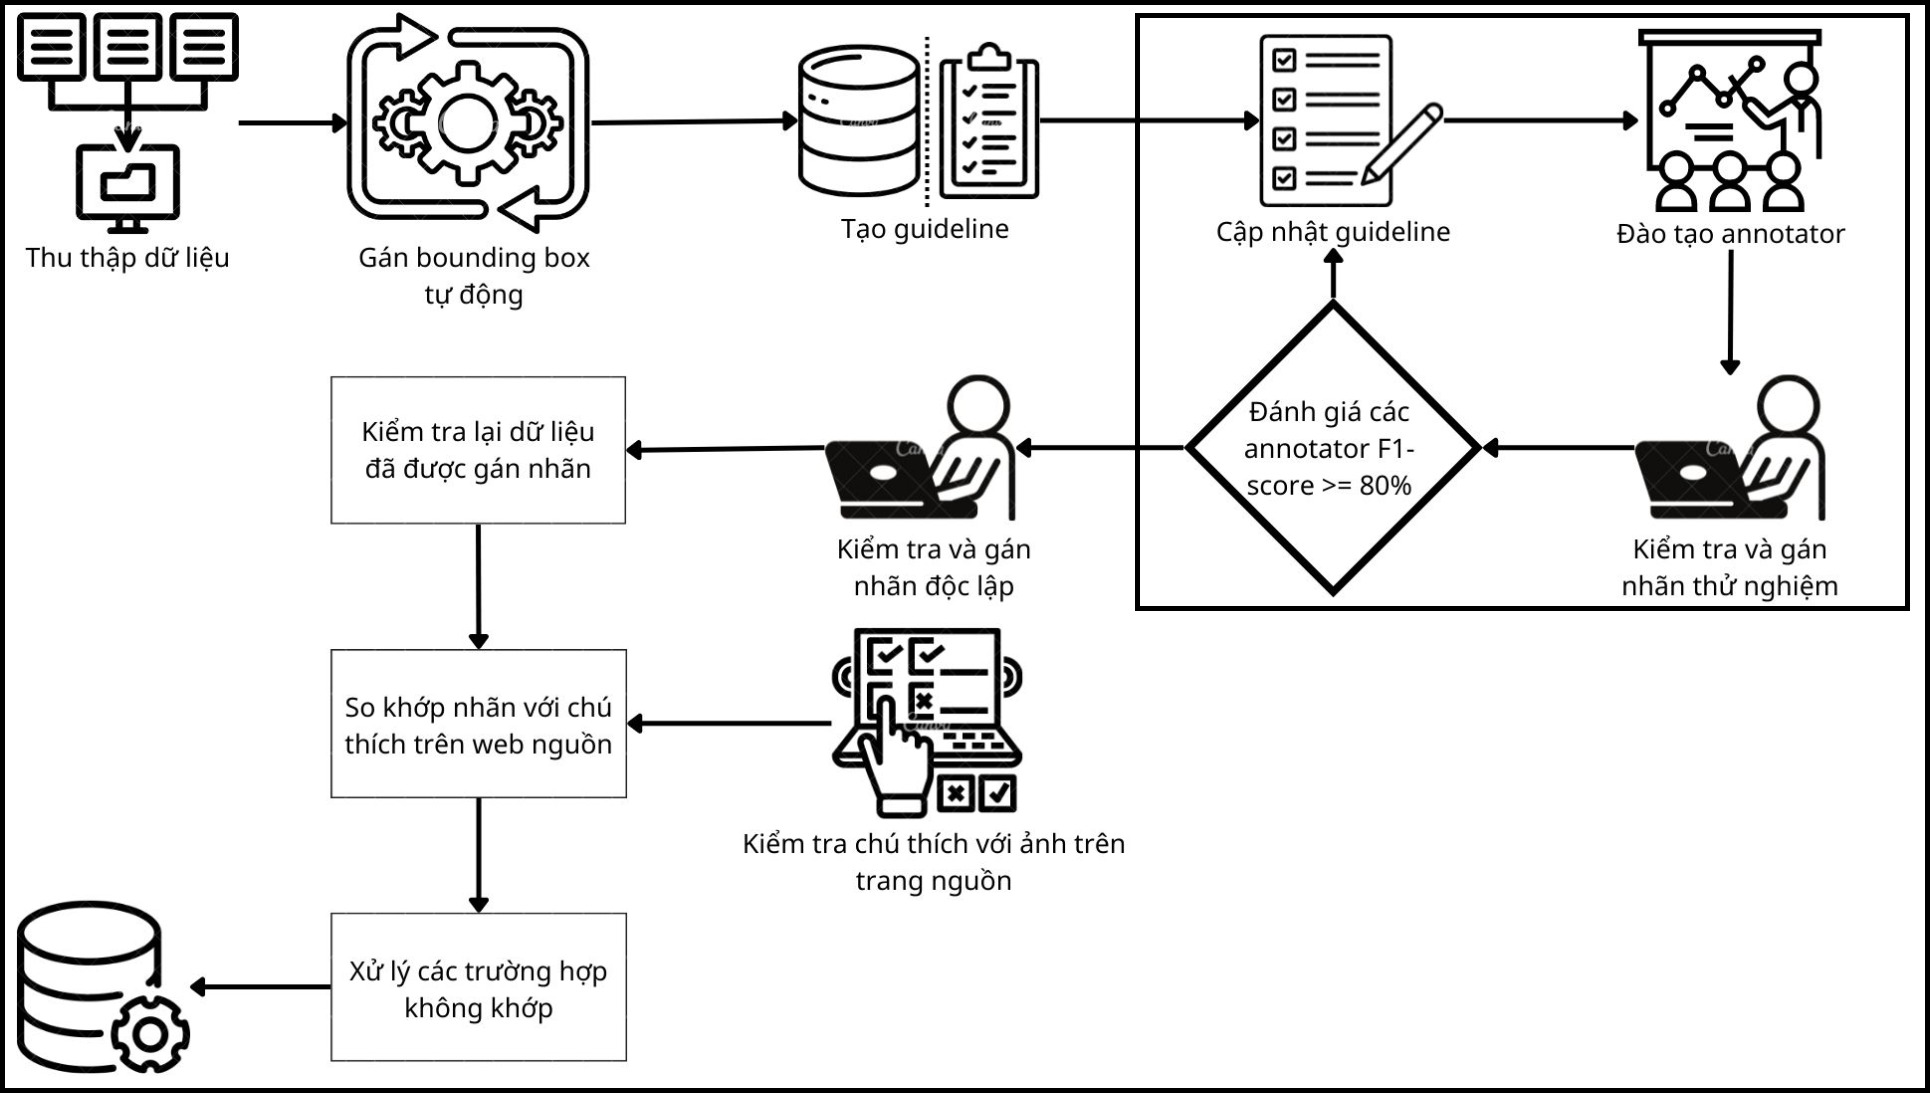 Thu thập dữ liệu
Gán bounding box
tự động
Tạo guideline
Cập nhật guideline
Đào tạo annotator
Kiểm tra lại dữ liệu
đã được gán nhãn
Kiểm tra và gán
nhãn độc lập
Đánh giá các
annotator F1-
score >= 80%
Kiểm tra và gán
nhãn thử nghiệm
So khớp nhãn với chú
thích trên web nguồn
Kiểm tra chú thích với ảnh trên
trang nguồn
Xử lý các trường hợp
không khớp